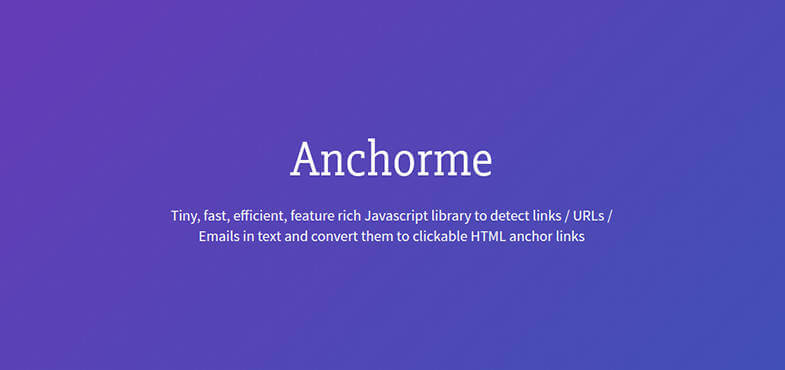 Anchorme
Tiny, fast, efficient, feature rich Javascript library to detect links / URLs /
Emails in text and convert them to clickable HTML anchor links